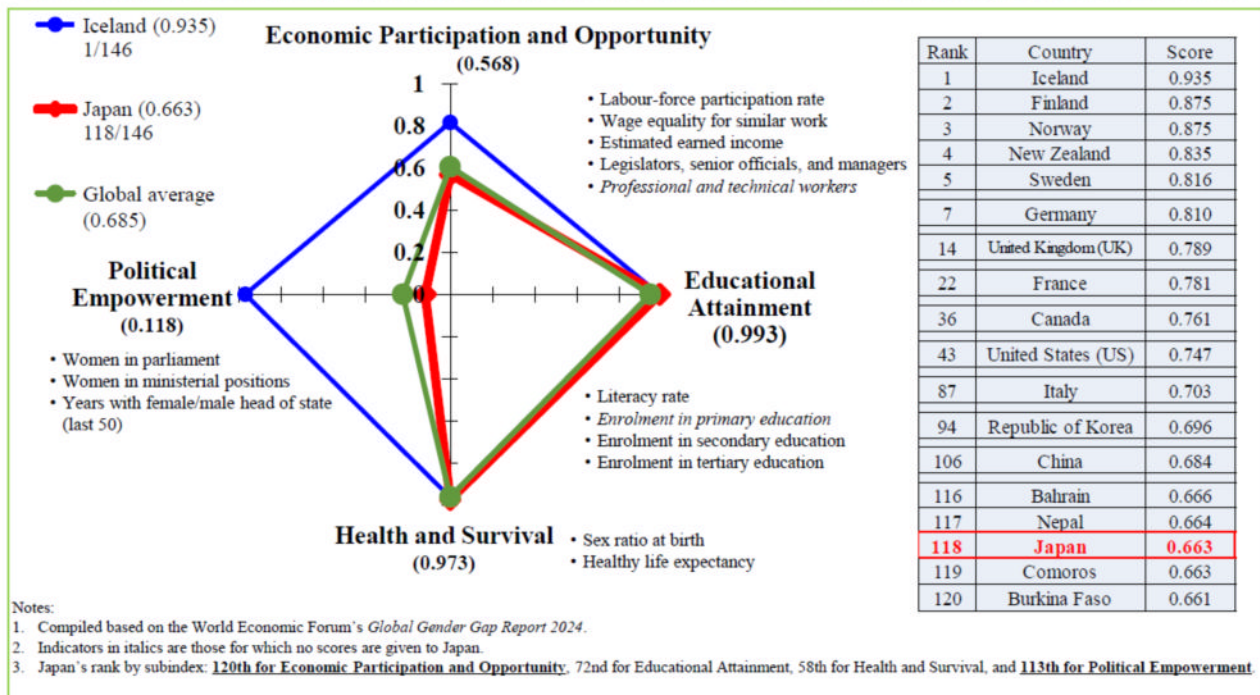 Iceland (0.935)
1/146
Japan (0.663)
118/146
Global average
(0.685)
Economic Participation and Opportunity
(0.568)
1
0.8
0.6
0.4
0.2
0
• Labour-force participation rate
• Wage equality for similar work
• Estimated earned income
• Legislators, senior officials, and managers
• Professional and technical workers
Political
Empowerment
(0.118)
• Women in parliament
• Women in ministerial positions
• Years with female/male head of state
(last 50)
Educational
Attainment
(0.993)
• Literacy rate
• Enrolment in primary education
• Enrolment in secondary education
• Enrolment in tertiary education
Health and Survival
(0.973)
• Sex ratio at birth
• Healthy life expectancy
Rank Country Score
1 Iceland 0.935
2 Finland 0.875
3 Norway 0.875
4 New Zealand 0.835
5 Sweden 0.816
7 Germany 0.810
14 United Kingdom (UK) 0.789
22 France 0.781
36 Canada 0.761
43 United States (US) 0.747
87 Italy 0.703
94 Republic of Korea 0.696
106 China 0.684
116 Bahrain 0.666
117 Nepal 0.664
118 Japan 0.663
119 Comoros 0.663
120 Burkina Faso 0.661
Notes:
1. Compiled based on the World Economic Forum's Global Gender Gap Report 2024.
2. Indicators in italics are those for which no scores are given to Japan.
3. Japan's rank by subindex: 120th for Economic Participation and Opportunity, 72nd for Educational Attainment, 58th for Health and Survival, and 113th for Political Empowerment.